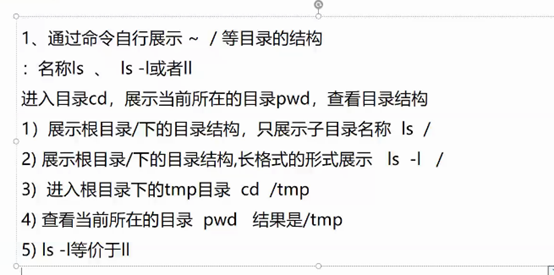 1、通过命令自行展示 ~ / 等目录的结构
：名称ls 、 ls -l或者ll
进入目录cd，展示当前所在的目录pwd，查看目录结构
1）展示根目录/下的目录结构，只展示子目录名称 ls /
2) 展示根目录/下的目录结构,长格式的形式展示 ls -l /
3) 进入根目录下的tmp目录 cd /tmp
4) 查看当前所在的目录 pwd 结果是/tmp
5) ls -l等价于ll